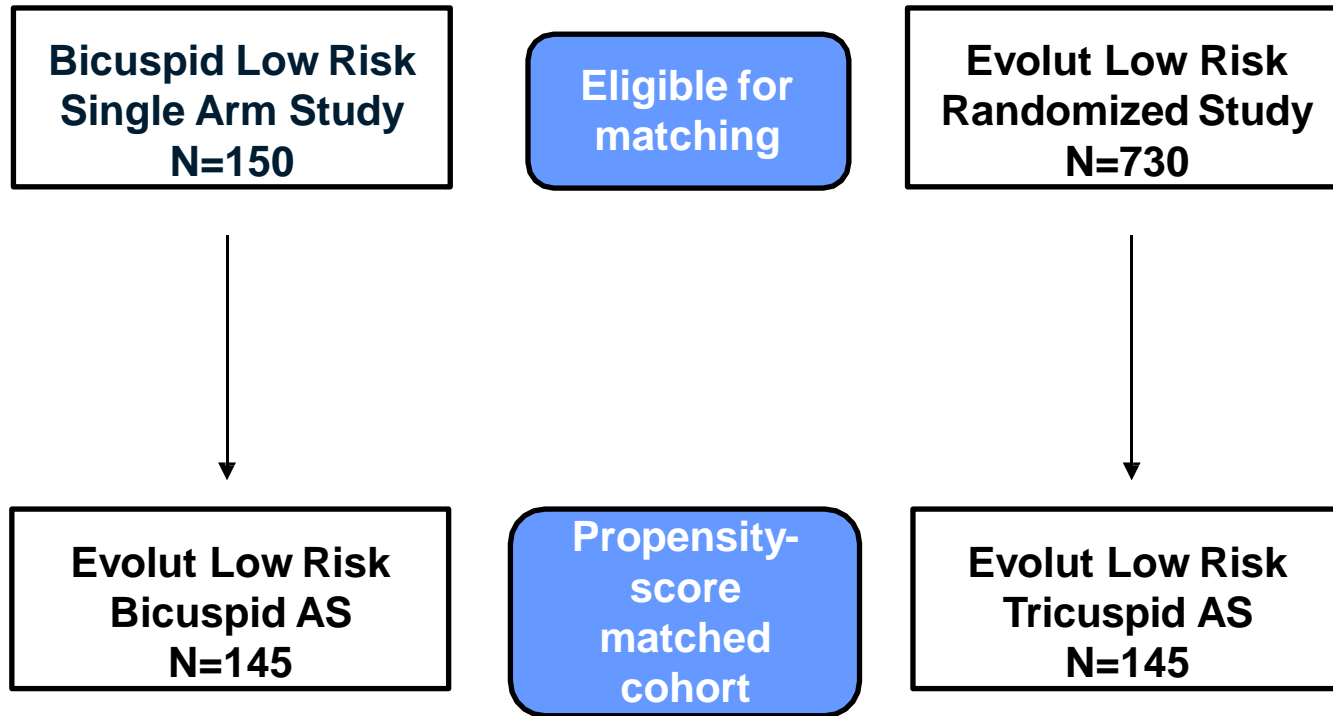 Bicuspid Low Risk
Single Arm Study
N=150
Eligible for
matching
Evolut Low Risk
Randomized Study
N=730
Evolut Low Risk
Bicuspid AS
N=145
Propensity-
score
matched
cohort
Evolut Low Risk
Tricuspid AS
N=145